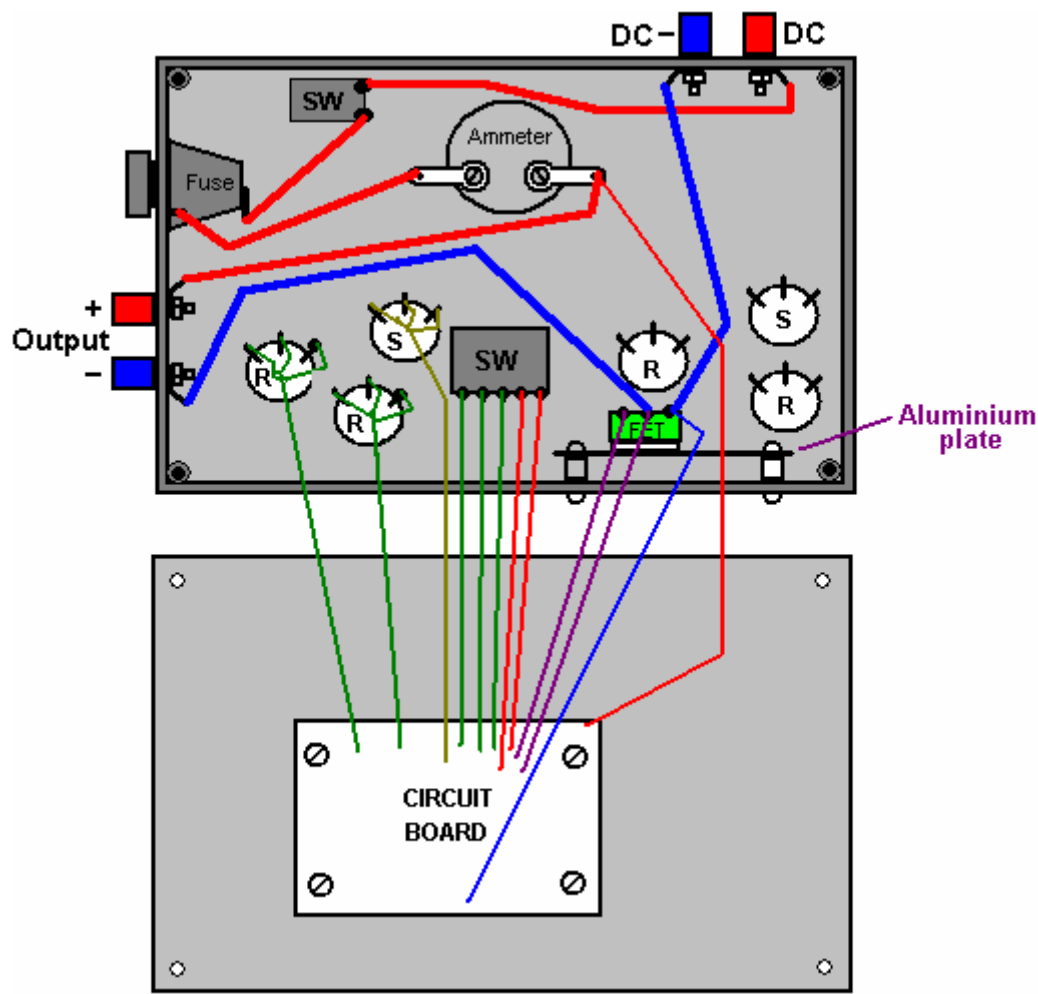 DC-
DC
SW
Ammeter
Fuse
+
Output
-
S
S
R
SW
R
R
R
FET
Aluminium
plate
CIRCUIT
BOARD